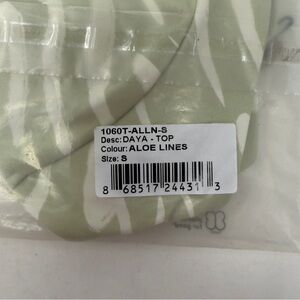 1060T-ALLN-S
Desc: DAYA - TOP
Colour: ALOE LINES
Size: S
8 68517 24431 3